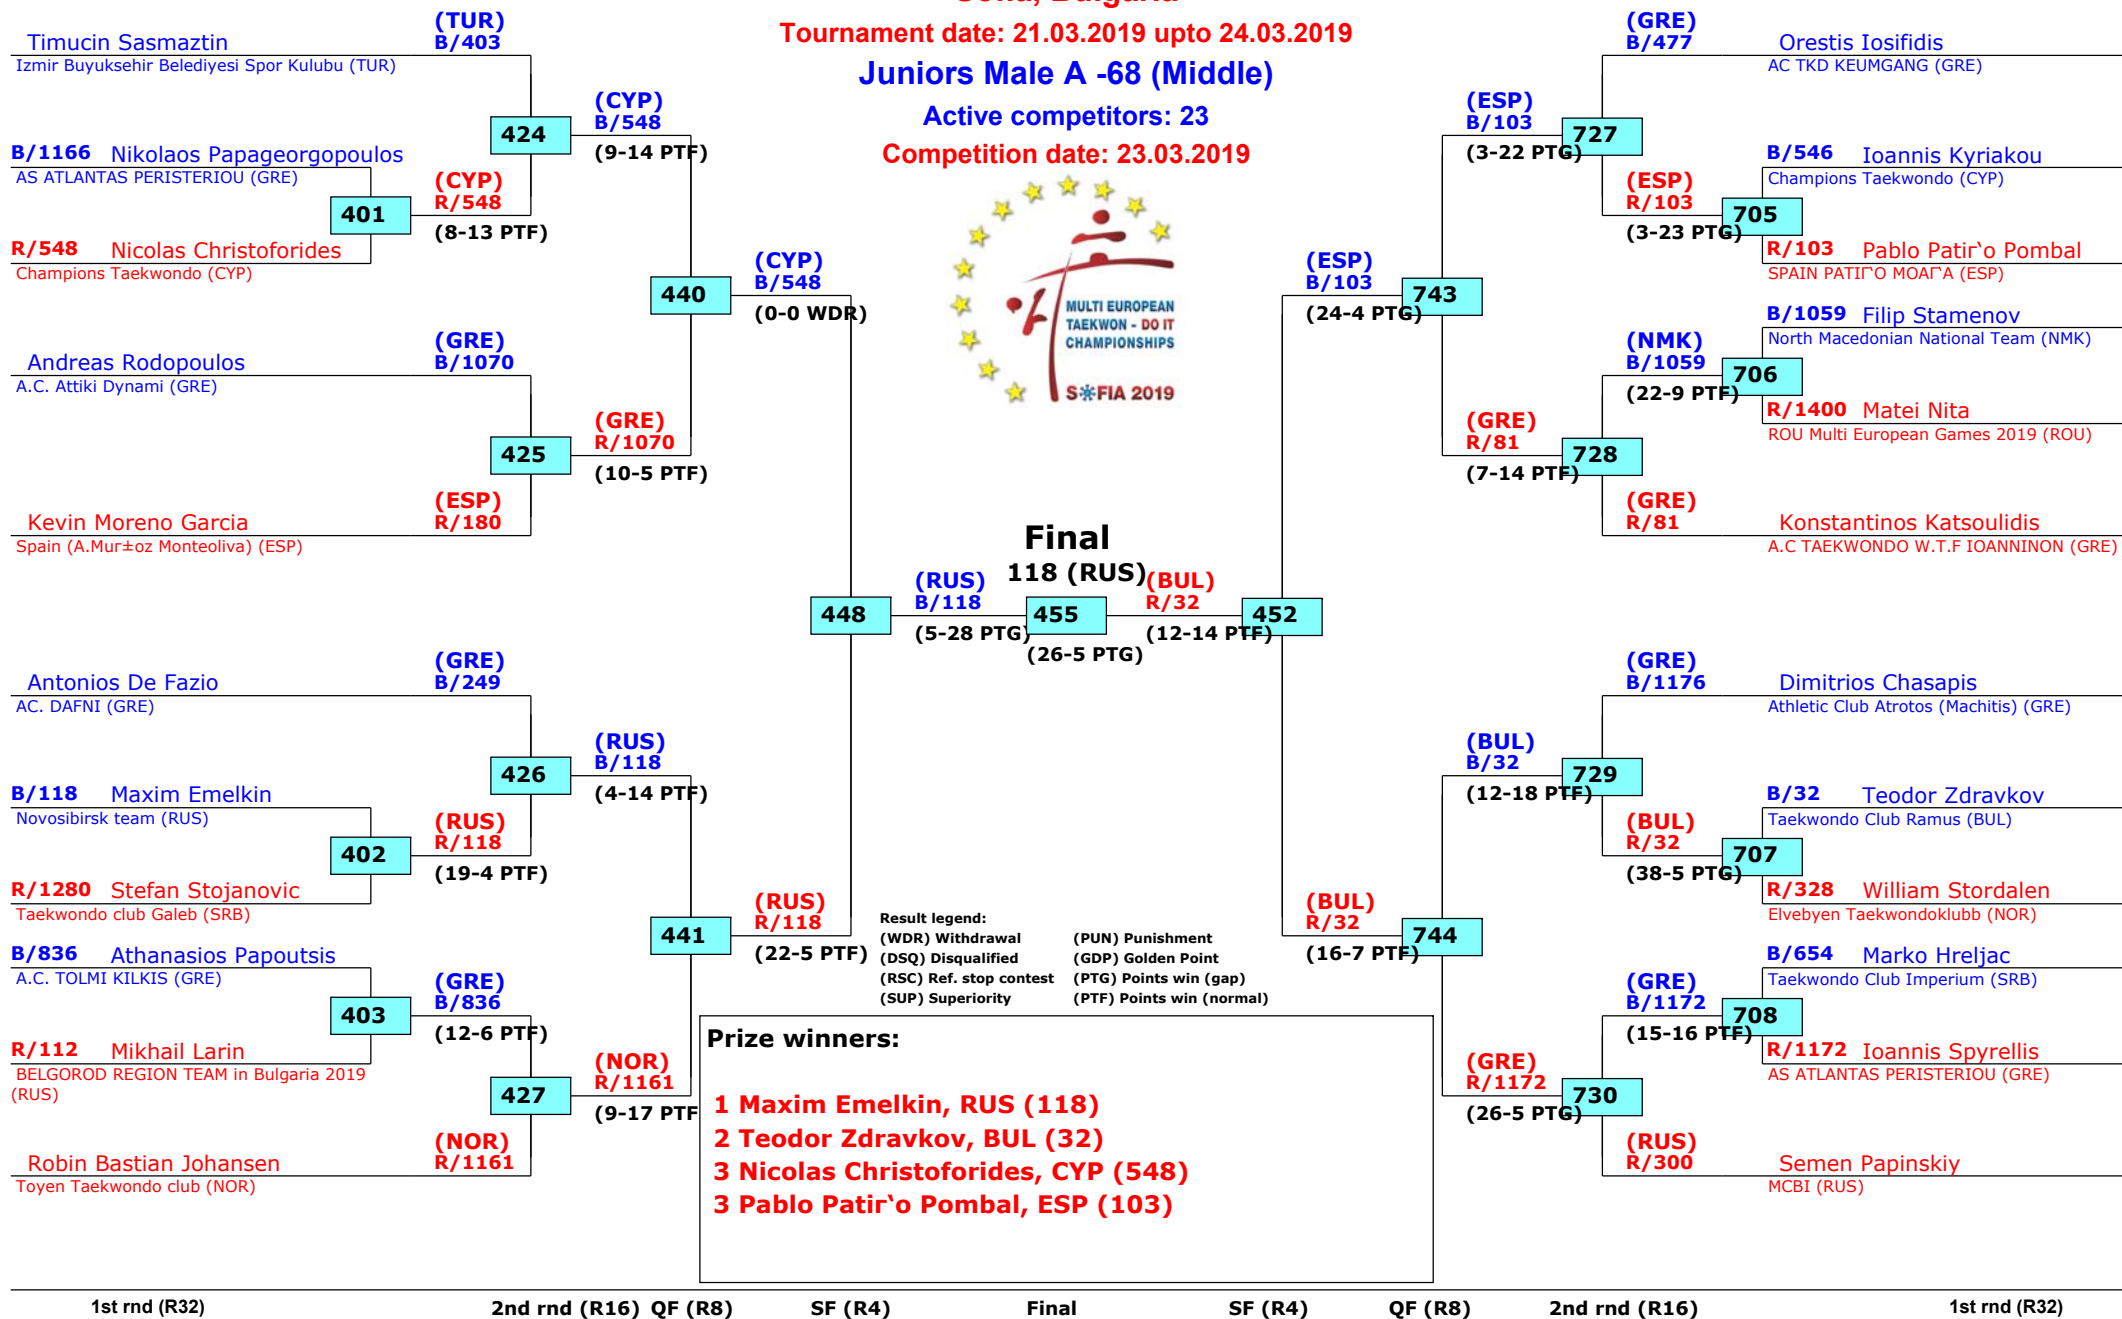 Sofia, Bulgaria
Tournament date: 21.03.2019 upto 24.03.2019
Juniors Male A -68 (Middle)
Active competitors: 23
Competition date: 23.03.2019
MULTI EUROPEAN
TAEKWON - DO IT
CHAMPIONSHIPS
S FIA 2019
(TUR)
B/403
Timucin Sasmaztin
Izmir Buyuksehir Belediyesi Spor Kulubu (TUR)
424
(CYP)
B/548
(9-14 PTF)
B/1166 Nikolaos Papageorgopoulos
AS ATLANTAS PERISTERIOU (GRE)
401
(CYP)
R/548
(8-13 PTF)
R/548 Nicolas Christoforides
Champions Taekwondo (CYP)
440
(CYP)
B/548
(0-0 WDR)
(GRE)
B/1070
Andreas Rodopoulos
A.C. Attiki Dynami (GRE)
425
(GRE)
R/1070
(10-5 PTF)
(ESP)
R/180
Kevin Moreno Garcia
Spain (A.Mur±oz Monteoliva) (ESP)
448
(RUS)
B/118
(5-28 PTG)
(GRE)
B/249
Antonios De Fazio
AC. DAFNI (GRE)
426
(RUS)
B/118
(4-14 PTF)
B/118 Maxim Emelkin
Novosibirsk team (RUS)
402
(RUS)
R/118
(19-4 PTF)
R/1280 Stefan Stojanovic
Taekwondo club Galeb (SRB)
441
(RUS)
R/118
(22-5 PTF)
B/836 Athanasios Papoutsis
A.C. TOLMI KILKIS (GRE)
403
(GRE)
B/836
(12-6 PTF)
R/112 Mikhail Larin
BELGOROD REGION TEAM in Bulgaria 2019
(RUS)
427
(NOR)
R/1161
(9-17 PTF
(NOR)
R/1161
Robin Bastian Johansen
Toyen Taekwondo club (NOR)
Final
118 (RUS)
455
(26-5 PTG)
(BUL)
R/32
(12-14 PTF)
452
(GRE)
B/477
Orestis Iosifidis
AC TKD KEUMGANG (GRE)
(ESP)
B/103
(3-22 PTG)
727
B/546 Ioannis Kyriakou
Champions Taekwondo (CYP)
(ESP)
R/103
(3-23 PTG)
705
R/103 Pablo Patiг‘o Pombal
SPAIN PATIГ‘O MOAГ‘A (ESP)
(ESP)
B/103
(24-4 PTG)
743
B/1059 Filip Stamenov
North Macedonian National Team (NMK)
(NMK)
B/1059
(22-9 PTF)
706
R/1400 Matei Nita
ROU Multi European Games 2019 (ROU)
(GRE)
R/81
(7-14 PTF)
728
(GRE)
R/81
Konstantinos Katsoulidis
A.C TAEKWONDO W.T.F IOANNINON (GRE)
(GRE)
B/1176
Dimitrios Chasapis
Athletic Club Atrotos (Machitis) (GRE)
(BUL)
B/32
(12-18 PTF)
729
B/32 Teodor Zdravkov
Taekwondo Club Ramus (BUL)
(BUL)
R/32
(38-5 PTG)
707
R/328 William Stordalen
Elvebyen Taekwondoklubb (NOR)
(BUL)
R/32
(16-7 PTF)
744
B/654 Marko Hreljac
Taekwondo Club Imperium (SRB)
(GRE)
B/1172
(15-16 PTF)
708
R/1172 Ioannis Spyrellis
AS ATLANTAS PERISTERIOU (GRE)
(GRE)
R/1172
(26-5 PTG)
730
(RUS)
R/300
Semen Papinskiy
MCBI (RUS)
Result legend:
(WDR) Withdrawal (PUN) Punishment
(DSQ) Disqualified (GDP) Golden Point
(RSC) Ref. stop contest (PTG) Points win (gap)
(SUP) Superiority (PTF) Points win (normal)
Prize winners:
1 Maxim Emelkin, RUS (118)
2 Teodor Zdravkov, BUL (32)
3 Nicolas Christoforides, CYP (548)
3 Pablo Patiг‘o Pombal, ESP (103)
1st rnd (R32) 2nd rnd (R16) QF (R8) SF (R4) Final SF (R4) QF (R8) 2nd rnd (R16) 1st rnd (R32)